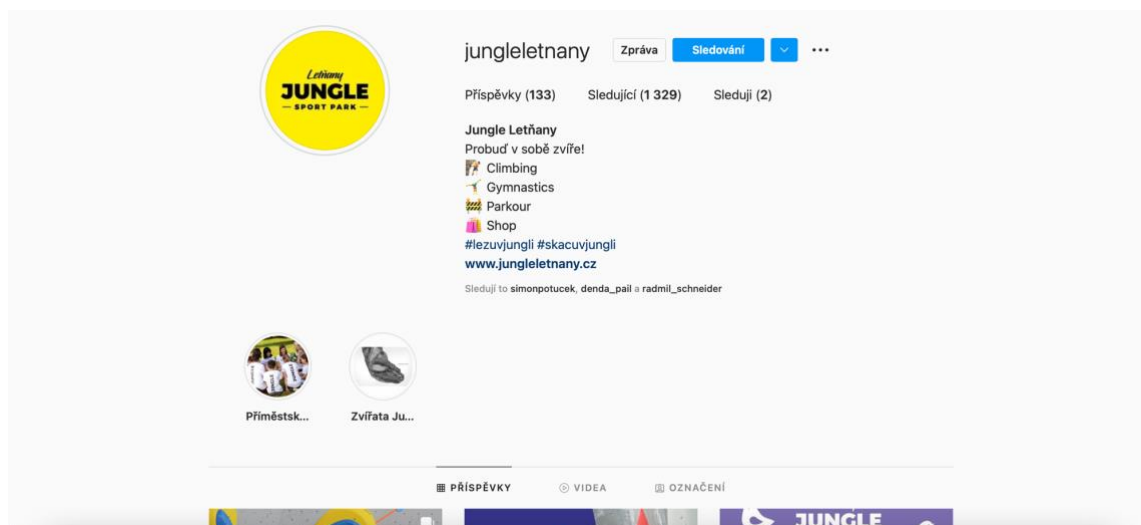 Letňany
JUNGLE
— SPORT PARK —
jungleletnany Zpráva Sledování
Příspěvky (133) Sledující (1 329) Sleduji (2)
Jungle Letňany
Probuď v sobě zvíře!
Climbing
Gymnastics
Parkour
Shop
#lezuvjungli #skacuvjungli
www.jungleletnany.cz
Sledují to simonpotucek, denda_pail a radmil_schneider
Příměstsk... Zvířata Ju...
PŘÍSPĚVKY VIDEA OZNAČENÍ
JUNGLE